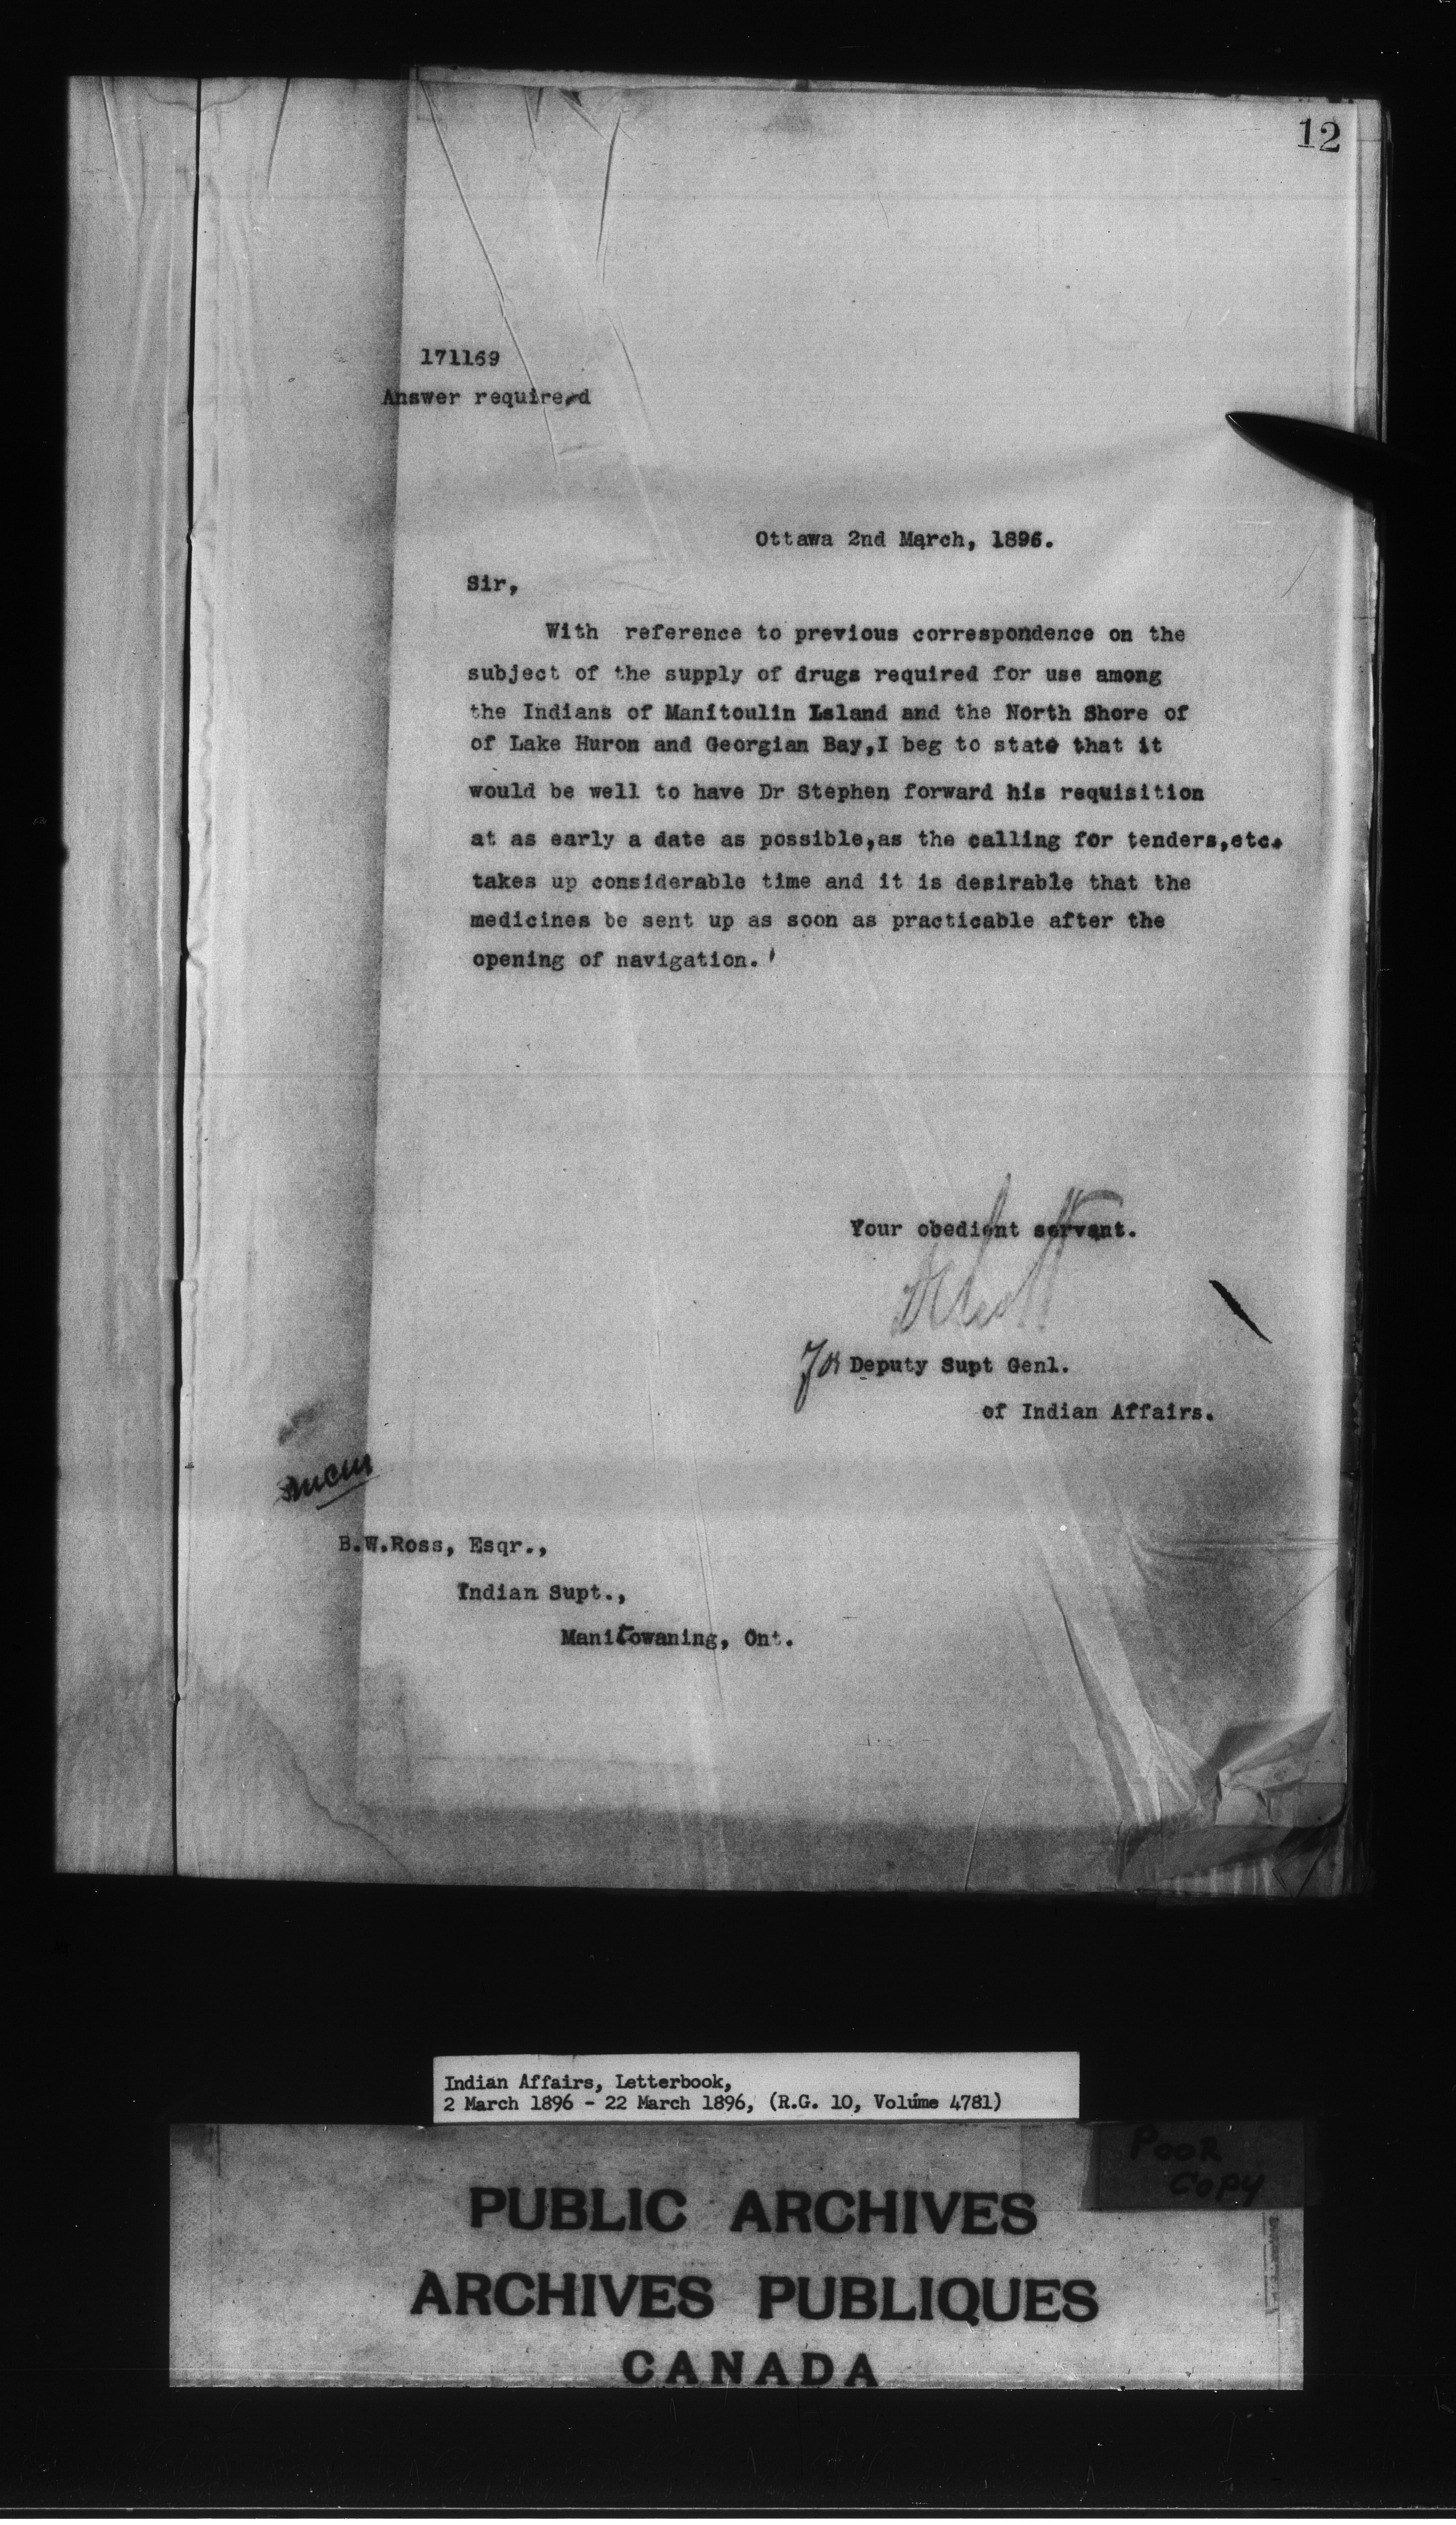 12
171169
Answer required
Ottawa 2nd March, 1896.
Sir,
With reference to previous correspondence on the
subject of the supply of drugs required for use among
the Indians of Manitoulin Island and the North Shore of
of Lake Huron and Georgian Bay,I beg to state that it
would be well to have Dr Stephen forward his requisition
at as early a date as possible,as the calling for tenders,etc.
takes up considerable time and it is desirable that the
medicines be sent up as soon as practicable after the
opening of navigation.
Your obedient servant.
For Deputy Supt Genl.
of Indian Affairs.
B.W.Ross, Esqr.,
Indian Supt.,
Manitowaning, Ont.
Indian Affairs, Letterbook,
2 March 1896 - 22 March 1896, (R.G. 10, Volume 4781)
POOR
COPY
PUBLIC ARCHIVES
ARCHIVES PUBLIQUES
CANADA